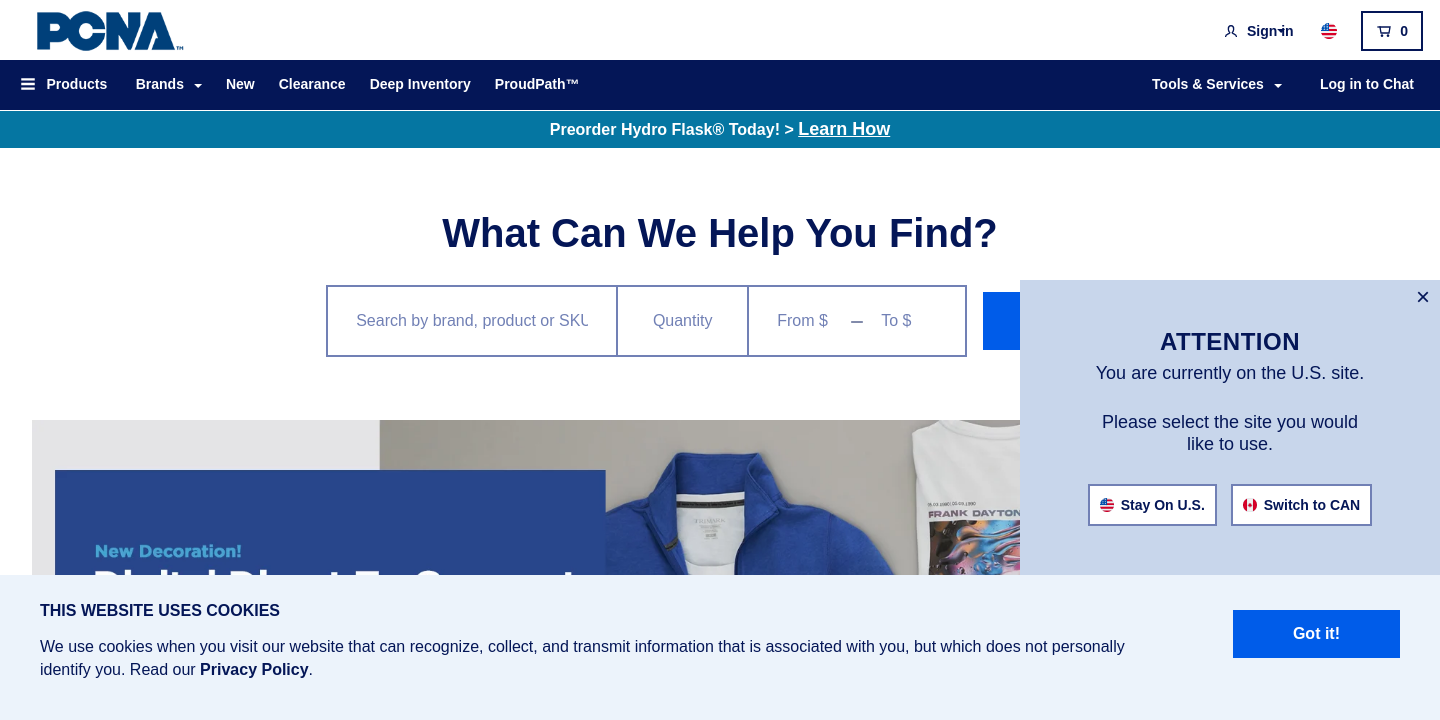 PCNA™
Sign in
0
Products
Brands
New
Clearance
Deep Inventory
ProudPath™
Tools & Services
Log in to Chat
Preorder Hydro Flask® Today! > Learn How
What Can We Help You Find?
Search by brand, product or SKU
Quantity
From $
To $
ATTENTION
You are currently on the U.S. site.
Please select the site you would
like to use.
Stay On U.S.
Switch to CAN
FRANK DAYTON
New Decoration!
THIS WEBSITE USES COOKIES
We use cookies when you visit our website that can recognize, collect, and transmit information that is associated with you, but which does not personally
identify you. Read our Privacy Policy.
Got it!